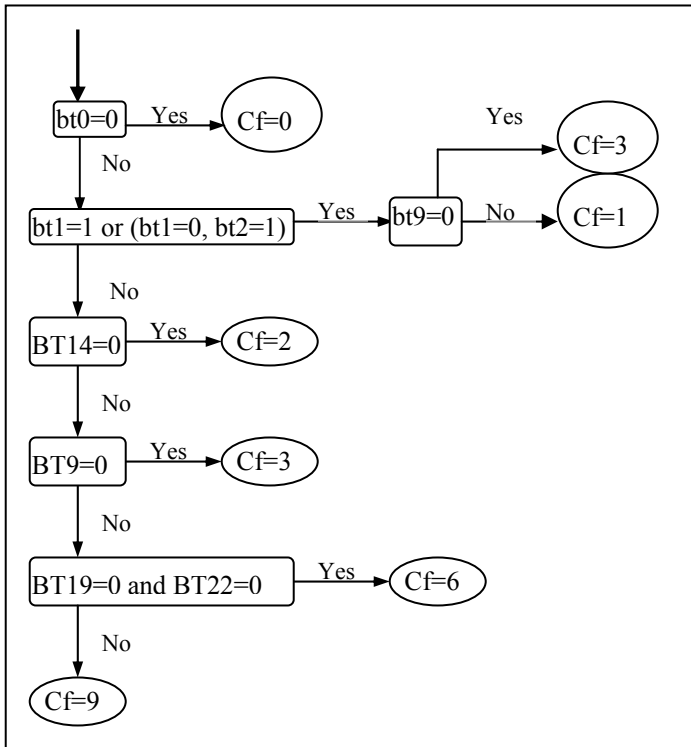 bt0=0
Yes
Cf=0
Yes
Cf=3
No
bt1=1 or (bt1=0, bt2=1)
Yes
bt9=0
No
Cf=1
No
BT14=0
Yes
Cf=2
No
BT9=0
Yes
Cf=3
No
BT19=0 and BT22=0
Yes
Cf=6
No
Cf=9